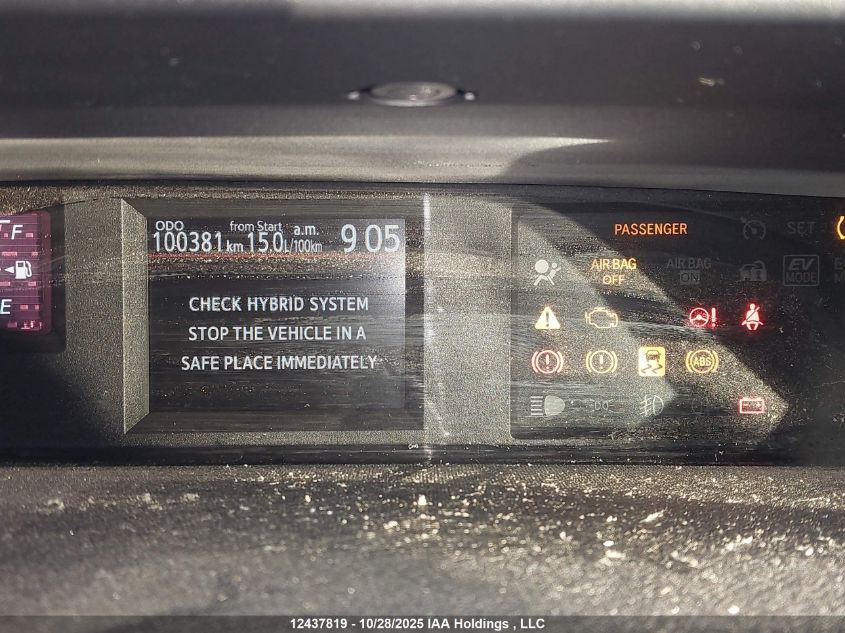 F
E
ODO from Start a.m.
100381 km 15.0 L/100km 9 05
CHECK HYBRID SYSTEM
STOP THE VEHICLE IN A
SAFE PLACE IMMEDIATELY
PASSENGER
SET
AIR BAG
OFF
AIR BAG
ON
EV
MODE
ABS
12437819 - 10/28/2025 IAA Holdings , LLC